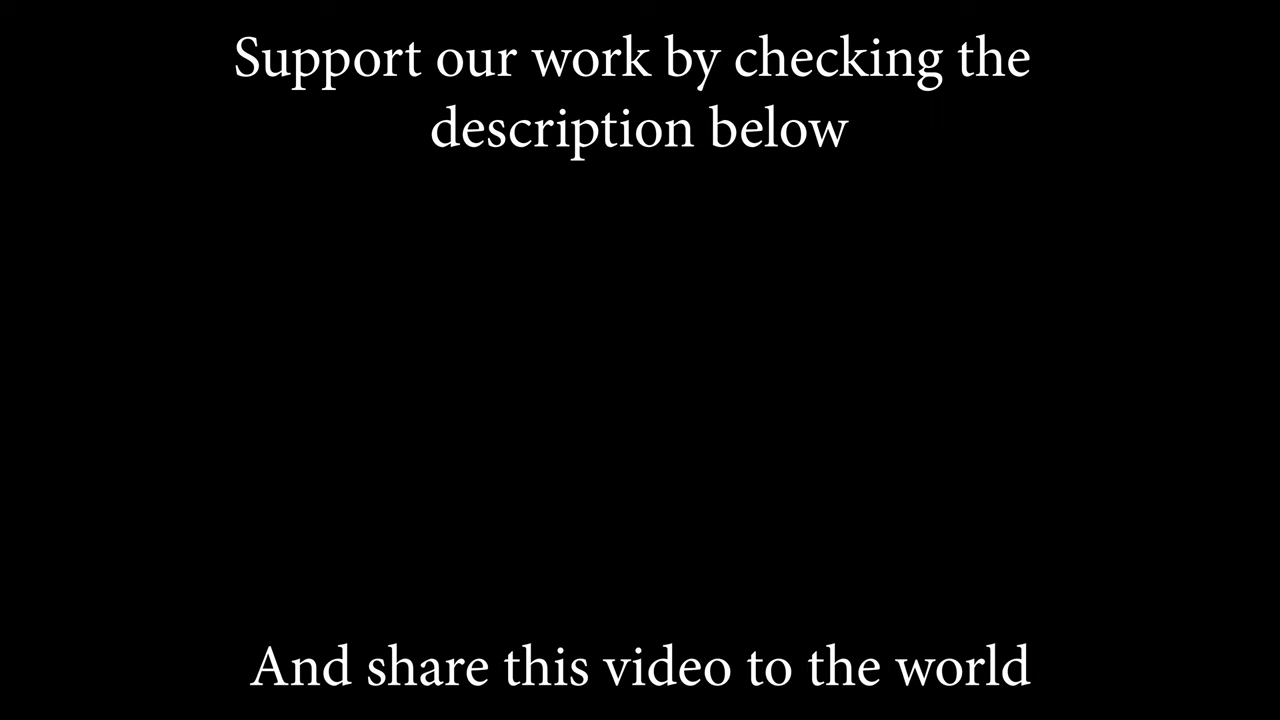 Support our work by checking the
description below
And share this video to the world